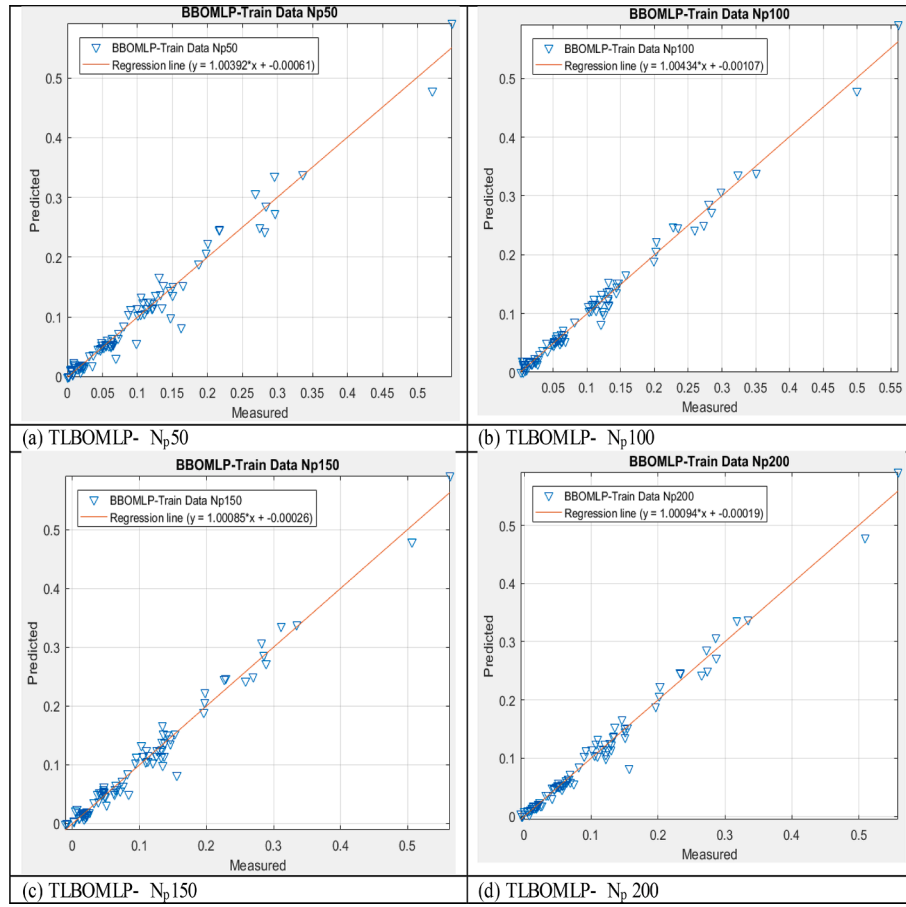 BBOMLP-Train Data Np50
BBOMLP-Train Data Np50
Regression line (y = 1.00392*x + -0.00061)
0.5
0.4
0.3
0.2
0.1
0
Predicted
0 0.05 0.1 0.15 0.2 0.25 0.3 0.35 0.4 0.45 0.5
Measured
(a) TLBOMLP- Np50
BBOMLP-Train Data Np100
BBOMLP-Train Data Np100
Regression line (y = 1.00434*x + -0.00107)
0.5
0.4
0.3
0.2
0.1
0
Predicted
0.05 0.1 0.15 0.2 0.25 0.3 0.35 0.4 0.45 0.5 0.55
Measured
(b) TLBOMLP- Np100
BBOMLP-Train Data Np150
BBOMLP-Train Data Np150
Regression line (y = 1.00085*x + -0.00026)
0.5
0.4
0.3
0.2
0.1
0
Predicted
0 0.1 0.2 0.3 0.4 0.5
Measured
(c) TLBOMLP- Np150
BBOMLP-Train Data Np200
BBOMLP-Train Data Np200
Regression line (y = 1.00094*x + -0.00019)
0.5
0.4
0.3
0.2
0.1
0
Predicted
0 0.1 0.2 0.3 0.4 0.5
Measured
(d) TLBOMLP- Np 200